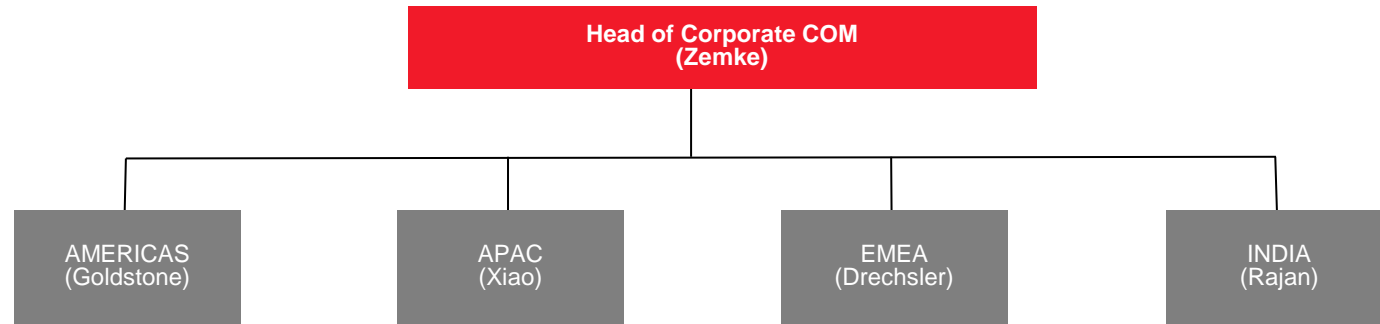 Head of Corporate COM
(Zemke)
AMERICAS
(Goldstone)
APAC
(Xiao)
EMEA
(Drechsler)
INDIA
(Rajan)